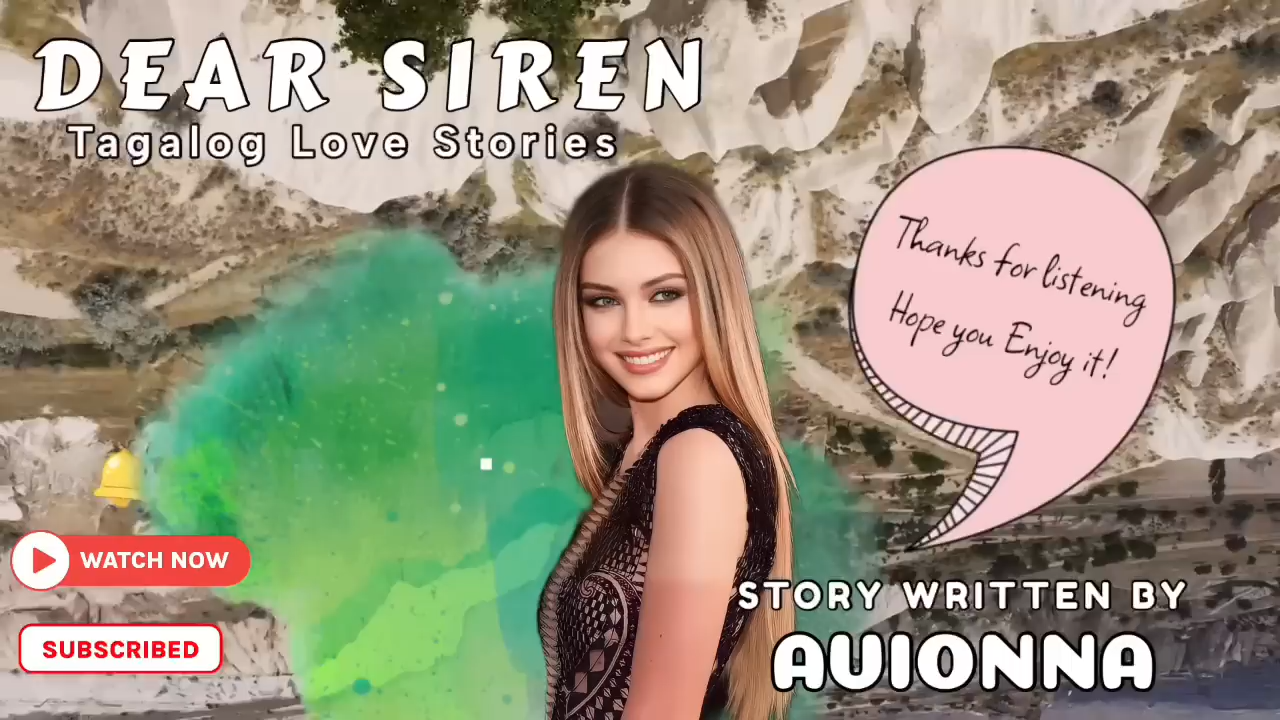 DEAR SIREN
Tagalog Love Stories
Thanks for listening
Hope you Enjoy it!
WATCH NOW
SUBSCRIBED
STORY WRITTEN BY
AUIONNA